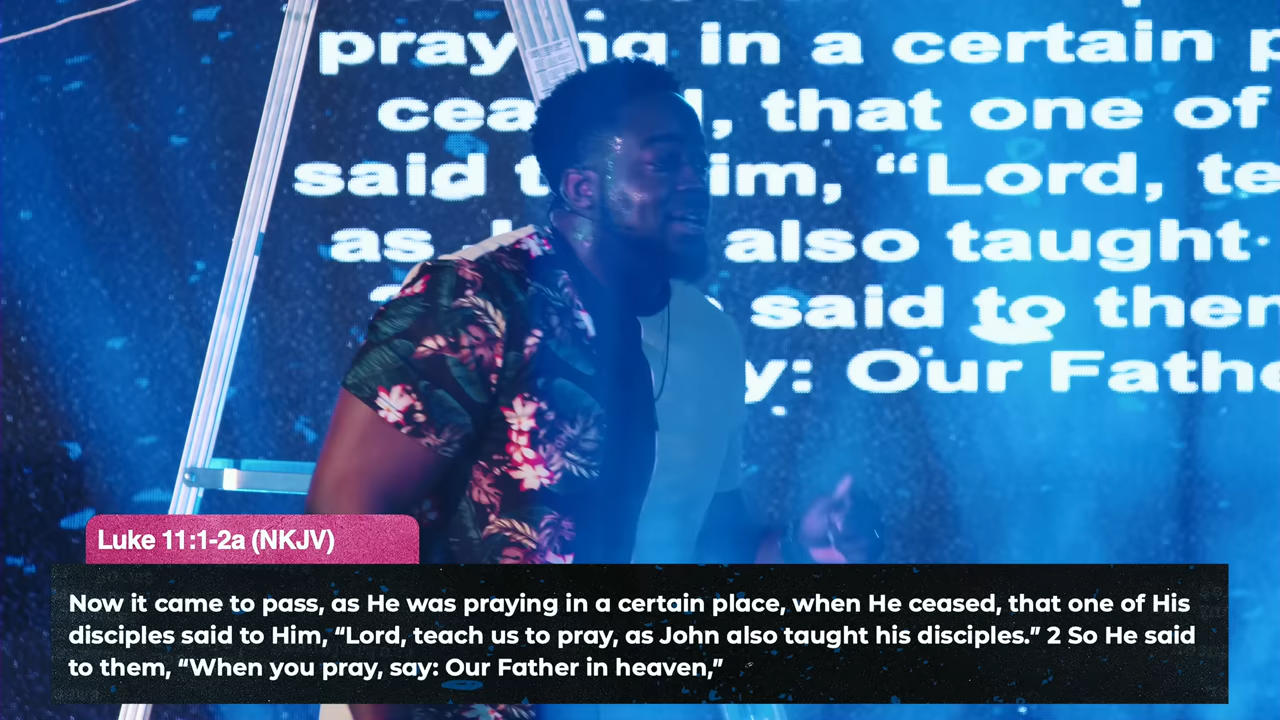 praying in a certain p
cea d, that one of
said t im, “Lord, te
as also taught
said to then
y: Our Fathe
Luke 11:1-2a (NKJV)
Now it came to pass, as He was praying in a certain place, when He ceased, that one of His
disciples said to Him, “Lord, teach us to pray, as John also taught his disciples.” 2 So He said
to them, “When you pray, say: Our Father in heaven,”